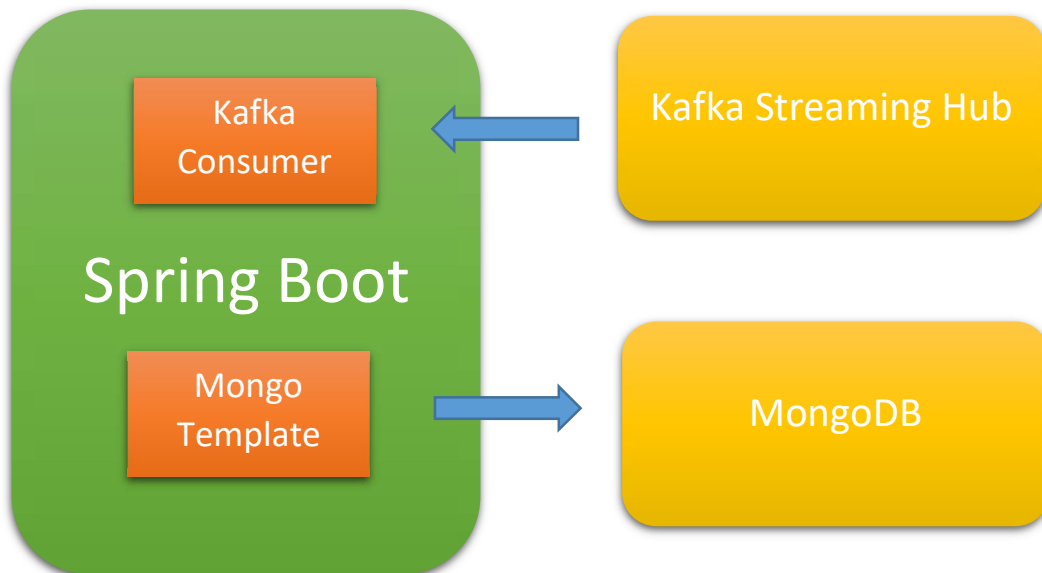 Kafka
Consumer
Spring Boot
Mongo
Template
Kafka Streaming Hub
MongoDB